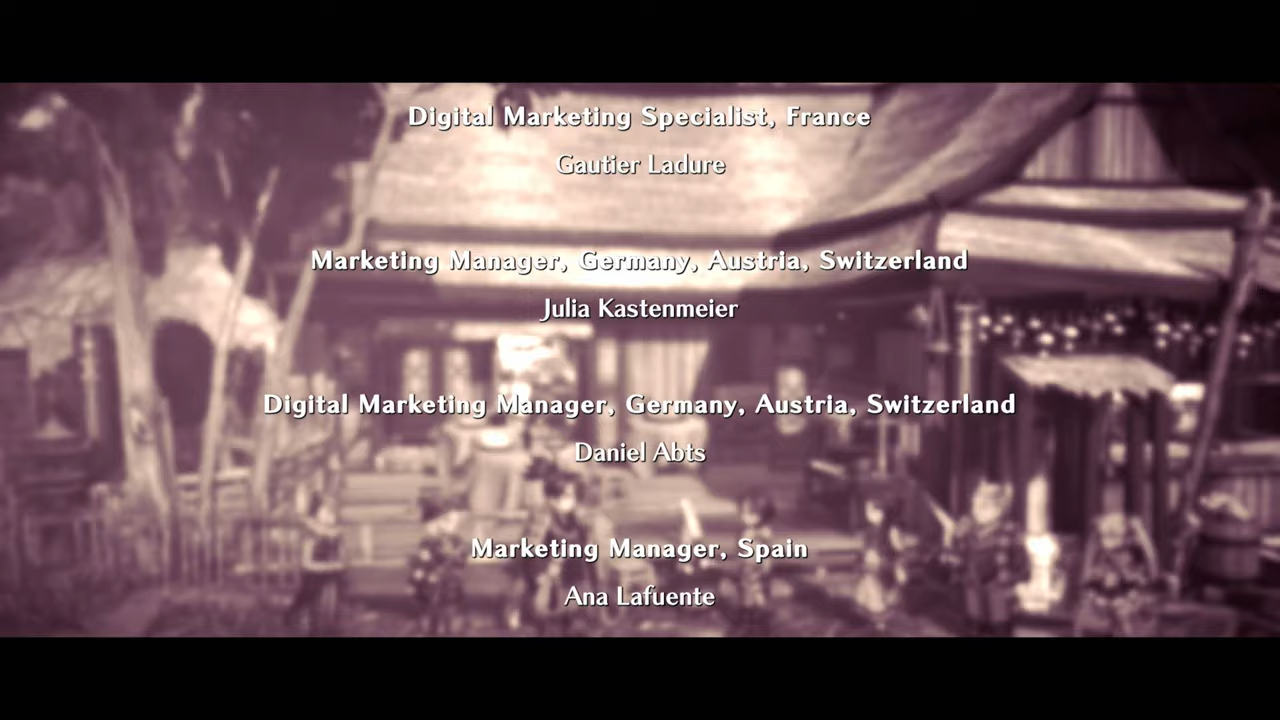 Digital Marketing Specialist, France
Gautier Ladure
Marketing Manager, Germany, Austria, Switzerland
Julia Kastenmeier
Digital Marketing Manager, Germany, Austria, Switzerland
Daniel Abts
Marketing Manager, Spain
Ana Lafuente